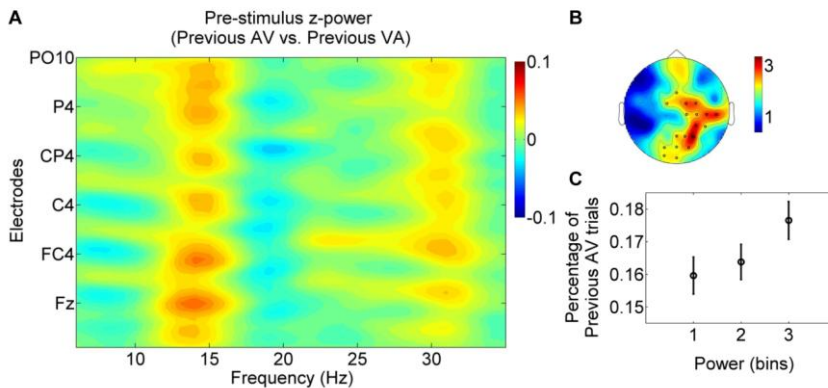 A
Pre-stimulus z-power
(Previous AV vs. Previous VA)
PO10
P4
CP4
C4
FC4
Fz
Electrodes
10
15
20
25
30
Frequency (Hz)
0.1
0
-0.1
B
3
1
C
0.18
0.17
0.16
0.15
Percentage of
Previous AV trials
1
2
3
Power (bins)